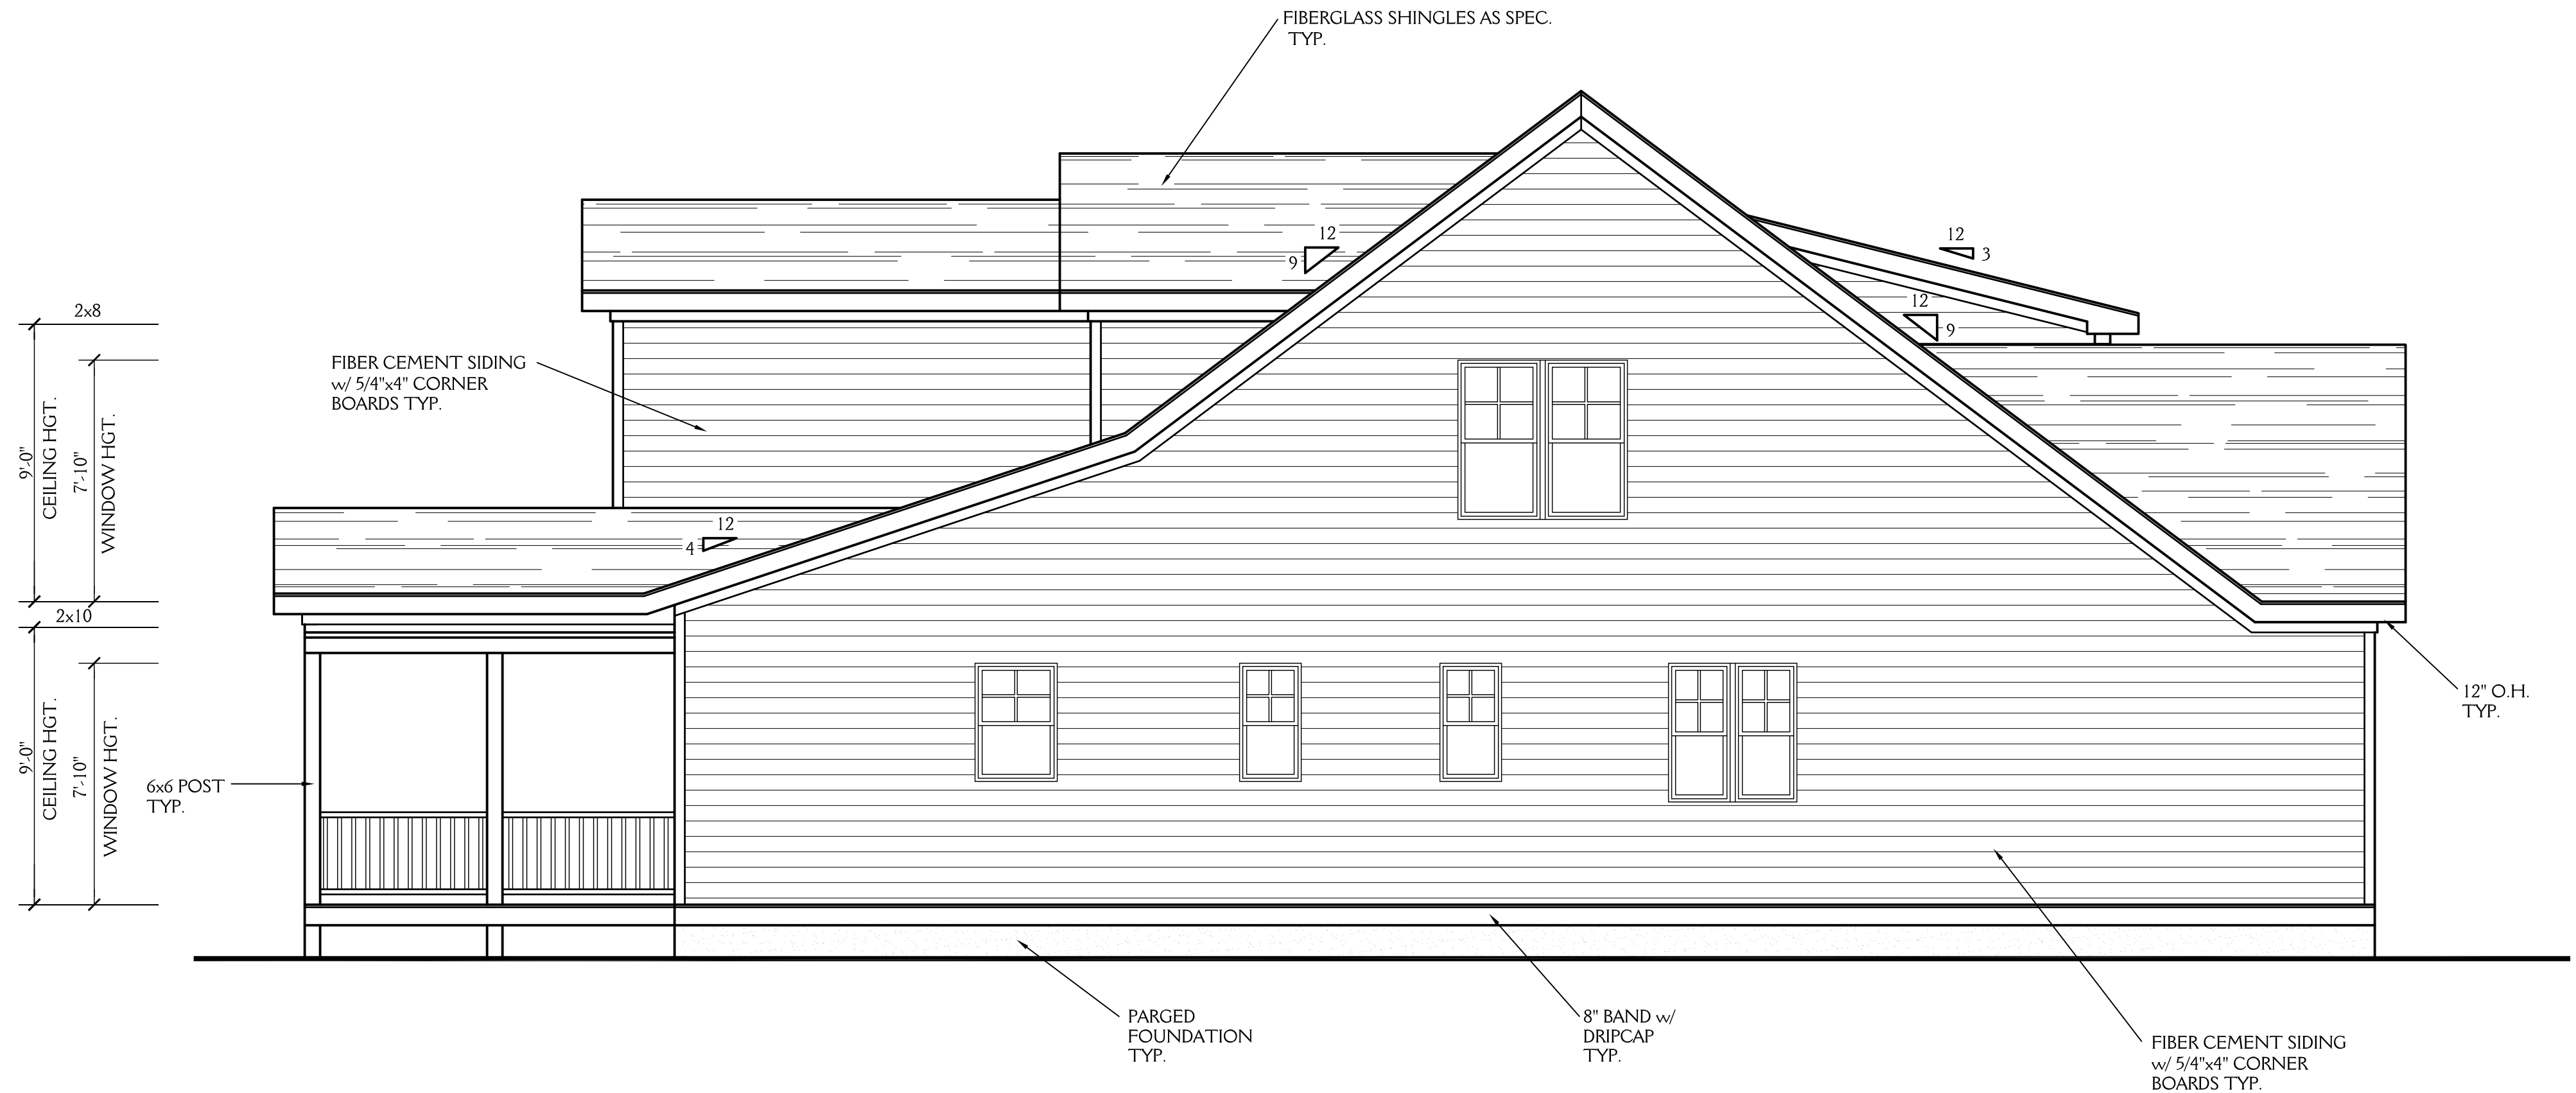 FIBERGLASS SHINGLES AS SPEC.
TYP.
12
9
12
3
12
9
2x8
FIBER CEMENT SIDING
w/ 5/4"x4" CORNER
BOARDS TYP.
9'-0"
CEILING HGT.
7'-10"
WINDOW HGT.
12
4
2x10
12" O.H.
TYP.
9'-0"
CEILING HGT.
7'-10"
WINDOW HGT.
6x6 POST
TYP.
PARGED
FOUNDATION
TYP.
8" BAND w/
DRIPCAP
TYP.
FIBER CEMENT SIDING
w/ 5/4"x4" CORNER
BOARDS TYP.